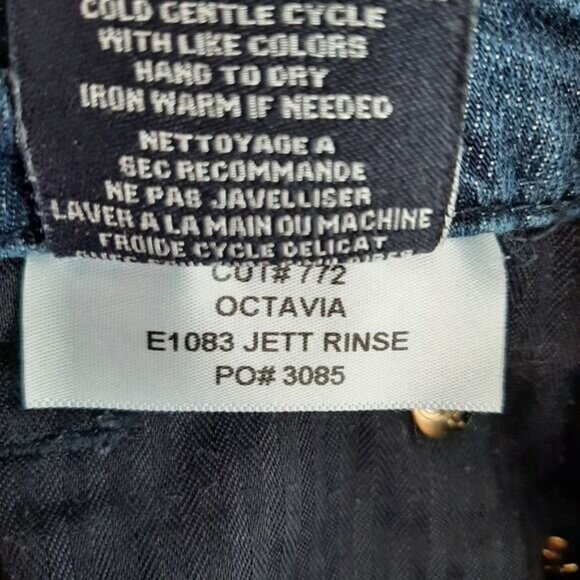 COLD GENTLE CYCLE
WITH LIKE COLORS
HANG TO DRY
IRON WARM IF NEEDED
NETTOYAGE A
SEC RECOMMANDE
NE PAS JAVELLISER
LAVER A LA MAIN OU MACHINE
FROIDE CYCLE DELICAT
CUT# 772
OCTAVIA
E1083 JETT RINSE
PO# 3085